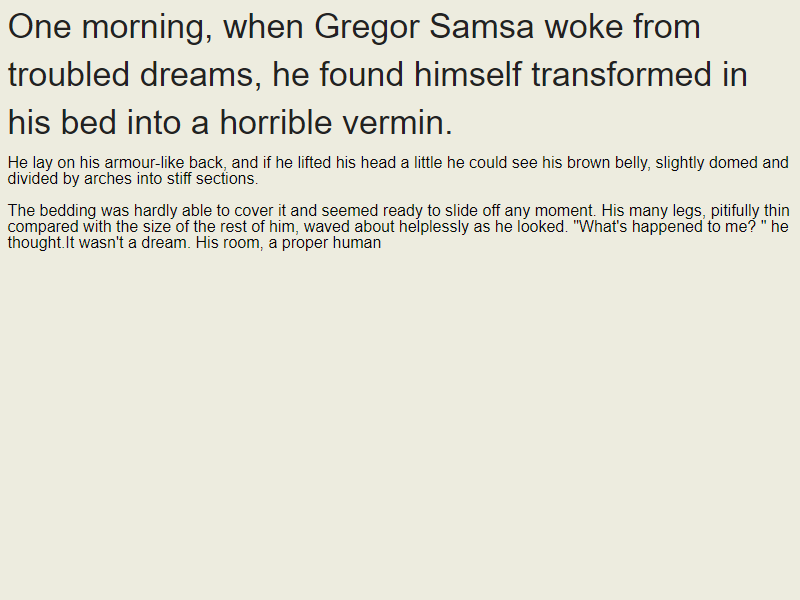 One morning, when Gregor Samsa woke from
troubled dreams, he found himself transformed in
his bed into a horrible vermin.
He lay on his armour-like back, and if he lifted his head a little he could see his brown belly, slightly domed and
divided by arches into stiff sections.
The bedding was hardly able to cover it and seemed ready to slide off any moment. His many legs, pitifully thin
compared with the size of the rest of him, waved about helplessly as he looked. "What's happened to me? " he
thought.It wasn't a dream. His room, a proper human